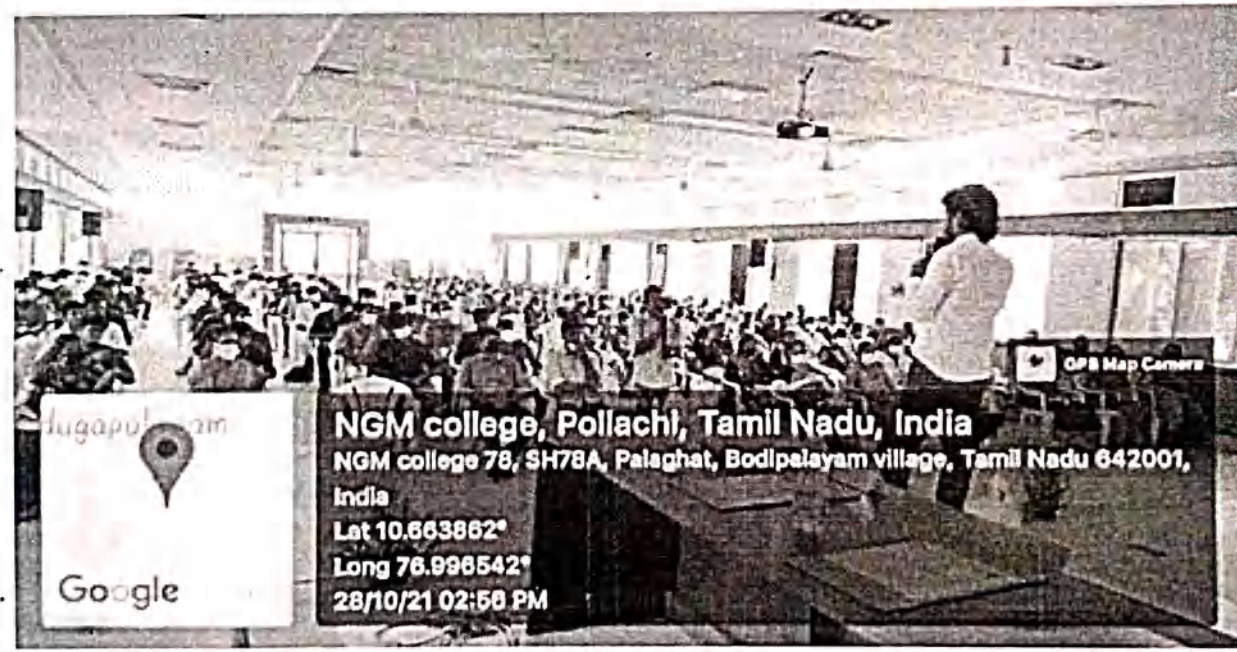 GPS Map Camera
NGM college, Pollachi, Tamil Nadu, India
NGM college 78, SH78A, Palaghat, Bodipalayam village, Tamil Nadu 642001,
India
Lat 10.663862°
Long 76.996542°
28/10/21 02:56 PM
Google